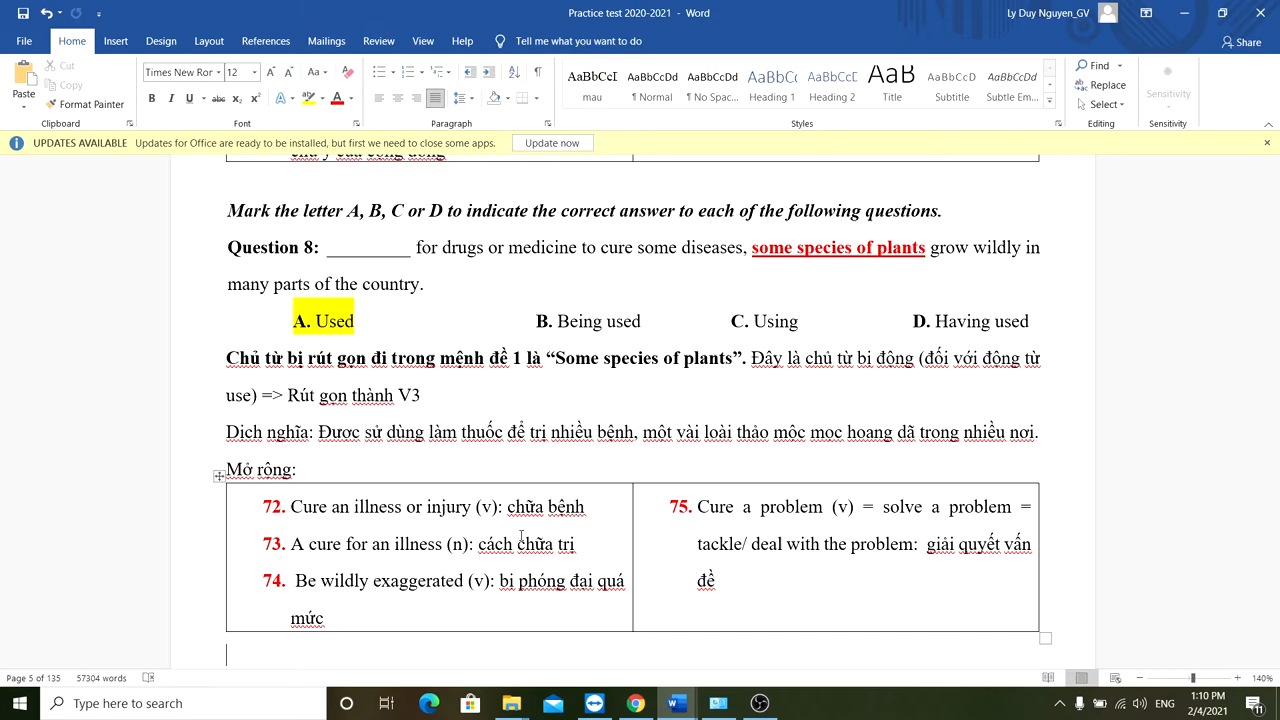 Practice test 2020-2021 - Word
Ly Duy Nguyen_GV
File Home Insert Design Layout References Mailings Review View Help Tell me what you want to do Share
Paste
Cut
Copy
Format Painter
Clipboard
Times New Ror 12
Font
Paragraph
AaBbCcI AaBbCcDd AaBbCcDd AaBbC( AaBbCcDd AaB AaBbCcDd AaBbCcDd
mau ¶ Normal ¶ No Spac... Heading 1 Heading 2 Title Subtitle Subtle Em...
Styles
Find
Replace
Select
Editing
Sensitivity
Sensitivity
UPDATES AVAILABLE Updates for Office are ready to be installed, but first we need to close some apps. Update now
chú ý của cộng đồng
Mark the letter A, B, C or D to indicate the correct answer to each of the following questions.
Question 8: _________ for drugs or medicine to cure some diseases, some species of plants grow wildly in
many parts of the country.
A. Used B. Being used C. Using D. Having used
Chủ từ bị rút gọn đi trong mệnh đề 1 là “Some species of plants”. Đây là chủ từ bị động (đối với động từ
use) => Rút gọn thành V3
Dịch nghĩa: Được sử dùng làm thuốc để trị nhiều bệnh, một vài loài thảo mộc mọc hoang dã trong nhiều nơi.
Mở rộng:
72. Cure an illness or injury (v): chữa bệnh
73. A cure for an illness (n): cách chữa trị
74. Be wildly exaggerated (v): bị phóng đại quá
mức
75. Cure a problem (v) = solve a problem =
tackle/ deal with the problem: giải quyết vấn
đề
Page 5 of 135 57304 words 140%
Type here to search
ENG
1:10 PM
2/4/2021
11